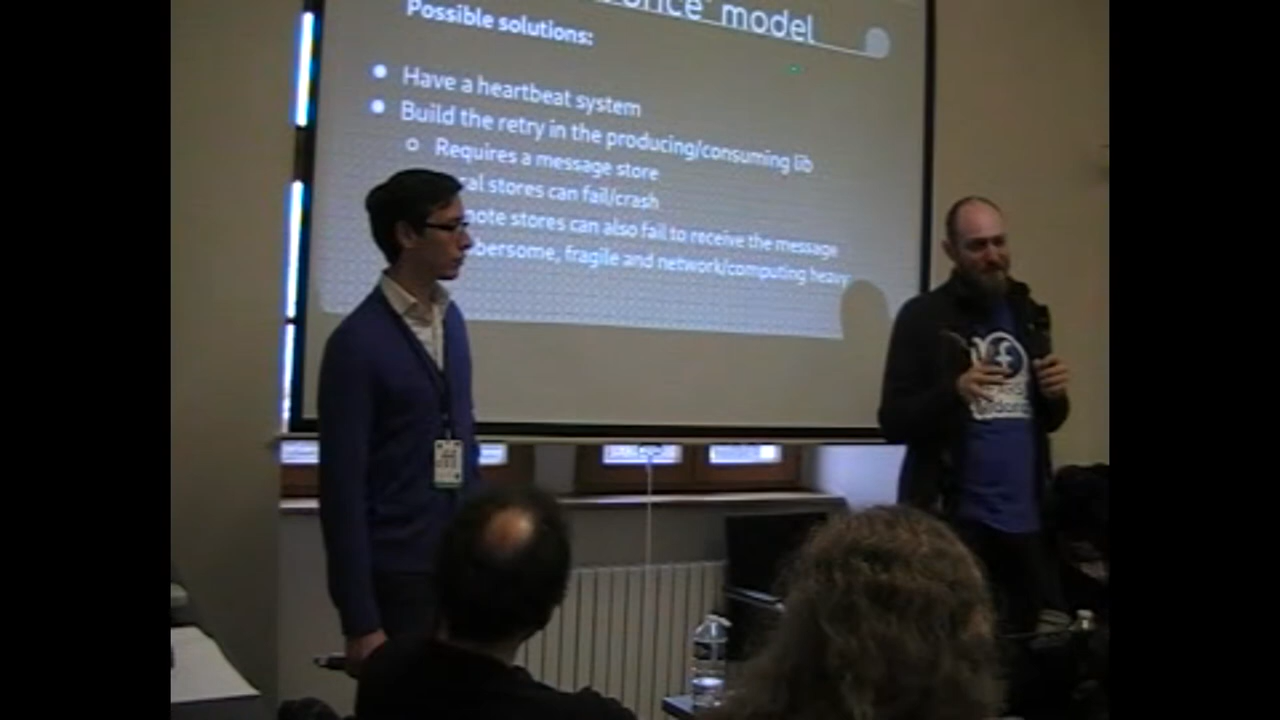 once' model
Possible solutions:
Have a heartbeat system
Build the retry in the producing/consuming lib
Requires a message store
stores can fail/crash
stores can also fail to receive the message
fragile and network/computing heavy